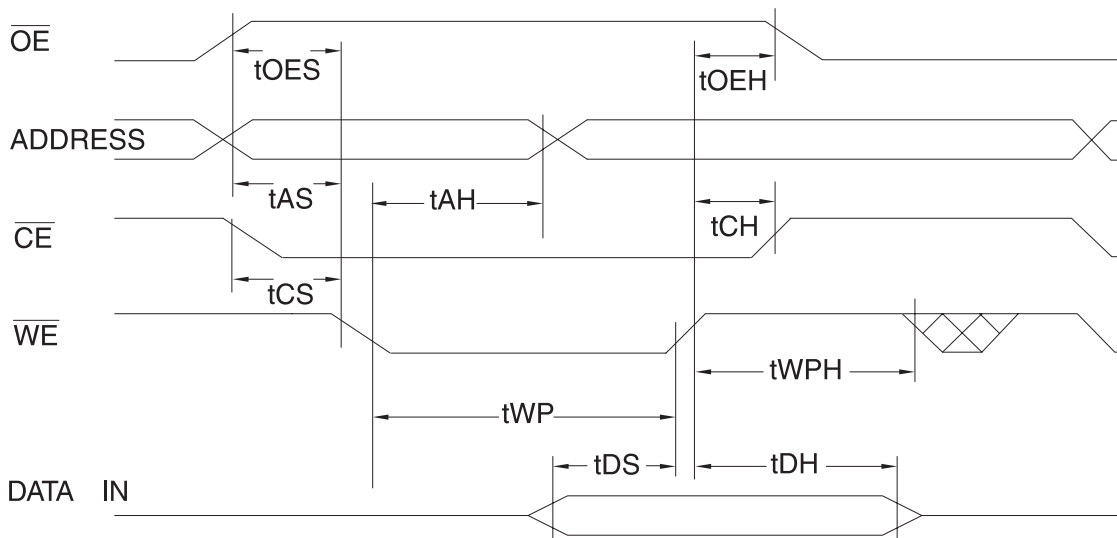 OE
tOES
tOEH
ADDRESS
tAS
tAH
tCH
CE
tCS
WE
tWPH
tWP
tDS
tDH
DATA IN